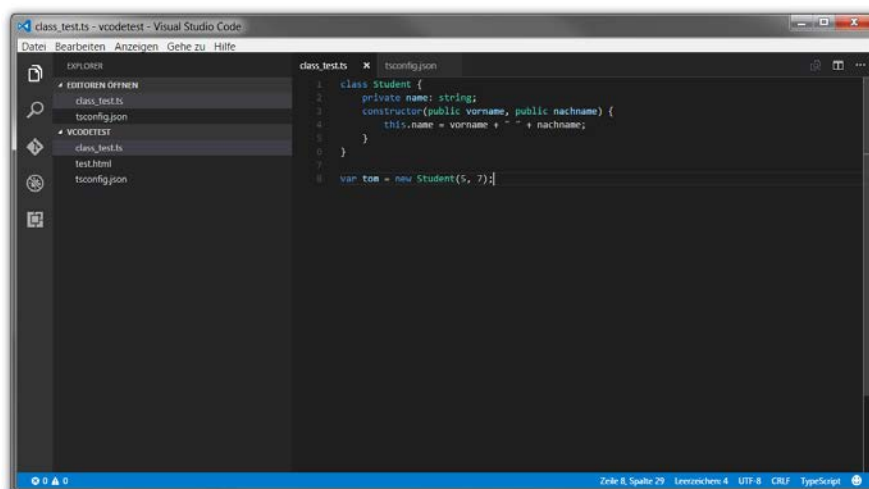 class_test.ts - vcodetest - Visual Studio Code
Datei Bearbeiten Anzeigen Gehe zu Hilfe
EXPLORER
EDITOREN ÖFFNEN
class_test.ts
tsconfig.json
VCODETEST
class_test.ts
test.html
tsconfig.json
class_test.ts tsconfig.json
1 class Student {
2 private name: string;
3 constructor(public vorname, public nachname) {
4 this.name = vorname + " " + nachname;
5 }
6 }
7
8 var tom = new Student(5, 7);
0 0 Zeile 8, Spalte 29 Leerzeichen: 4 UTF-8 CRLF TypeScript